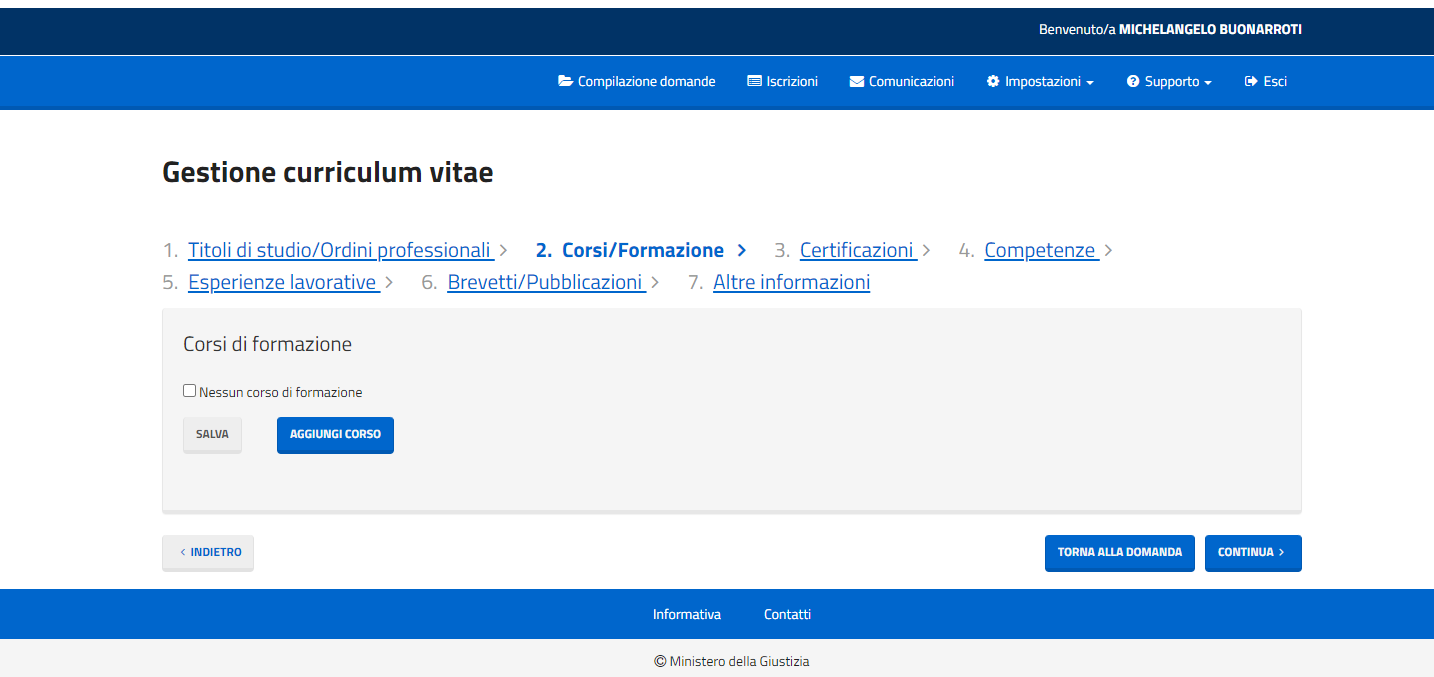 Benvenuto/a MICHELANGELO BUONARROTI
Compilazione domande Iscrizioni Comunicazioni Impostazioni Supporto Esci
Gestione curriculum vitae
1. Titoli di studio/Ordini professionali > 2. Corsi/Formazione > 3. Certificazioni > 4. Competenze >
5. Esperienze lavorative > 6. Brevetti/Pubblicazioni > 7. Altre informazioni
Corsi di formazione
Nessun corso di formazione
SALVA AGGIUNGI CORSO
< INDIETRO TORNA ALLA DOMANDA CONTINUA >
Informativa Contatti
© Ministero della Giustizia